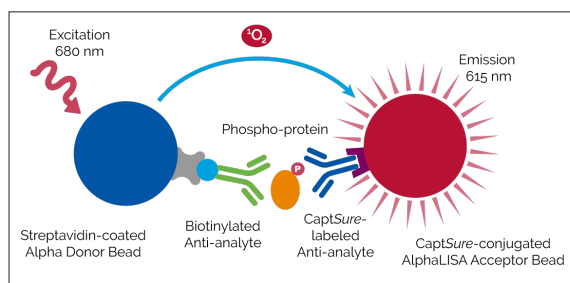 Excitation
680 nm
¹O₂
Emission
615 nm
Phospho-protein
P
Streptavidin-coated
Alpha Donor Bead
Biotinylated
Anti-analyte
CaptSure-
labeled
Anti-analyte
CaptSure-conjugated
AlphaLISA Acceptor Bead